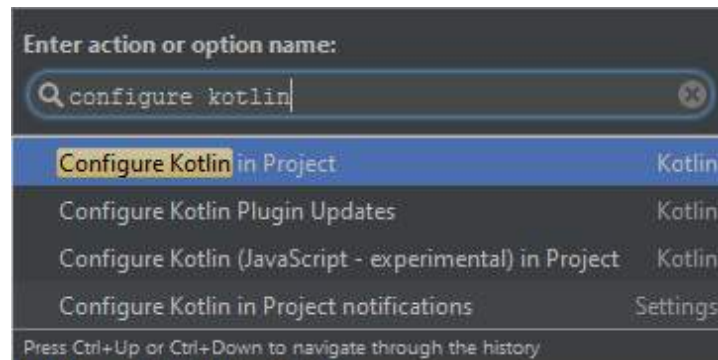 Enter action or option name:
configure kotlin
Configure Kotlin in Project Kotlin
Configure Kotlin Plugin Updates Kotlin
Configure Kotlin (JavaScript - experimental) in Project Kotlin
Configure Kotlin in Project notifications Settings
Press Ctrl+Up or Ctrl+Down to navigate through the history